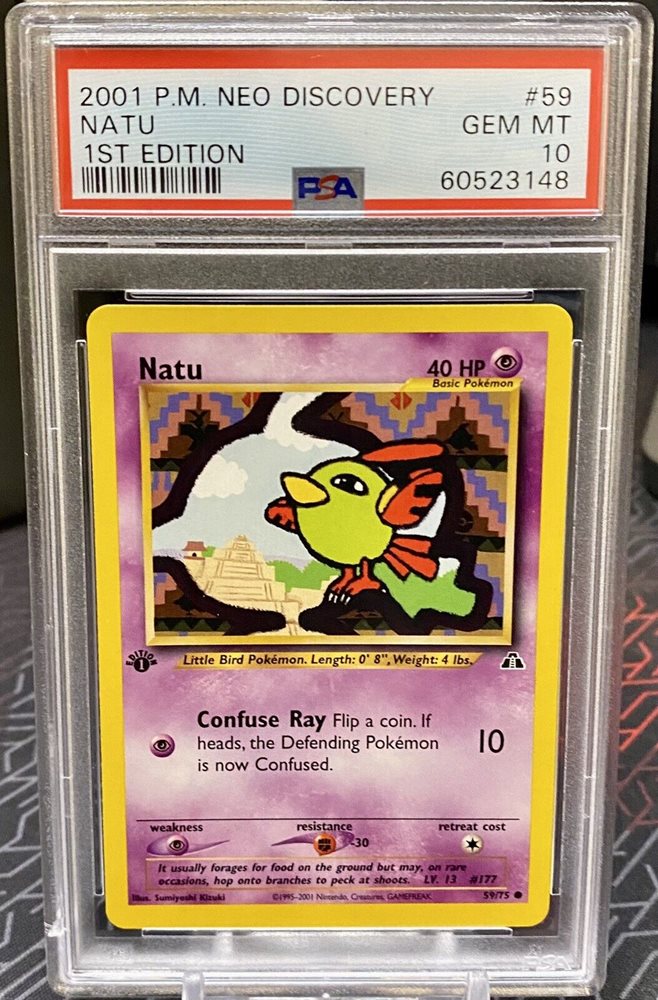 2001 P.M. NEO DISCOVERY #59
NATU GEM MT
1ST EDITION 10
PSA 60523148
Natu 40 HP
Basic Pokémon
EDITION 1
Little Bird Pokémon. Length: 0' 8", Weight: 4 lbs.
Confuse Ray Flip a coin. If
heads, the Defending Pokémon
is now Confused.
10
weakness resistance retreat cost
-30
It usually forages for food on the ground but may, on rare
occasions, hop onto branches to peck at shoots. LV. 13 #177
Illus. Sumiyoshi Kizuki ©1995-2001 Nintendo, Creatures, GAMEFREAK. 59/75
PSA